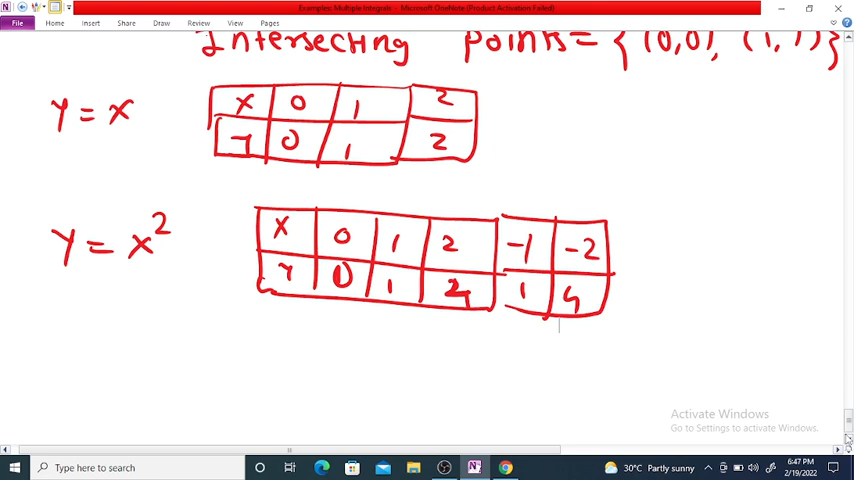 Examples: Multiple Integrals - Microsoft OneNote (Product Activation Failed)
File Home Insert Share Draw Review View Pages
Intersecting points = {(0,0), (1,1)}
Y = x
x 0 1 2
Y 0 1 2
Y = x²
x 0 1 2 -1 -2
Y 0 1 4 1 4
Activate Windows
Go to Settings to activate Windows.
Type here to search
30°C Partly sunny
6:47 PM
2/19/2022